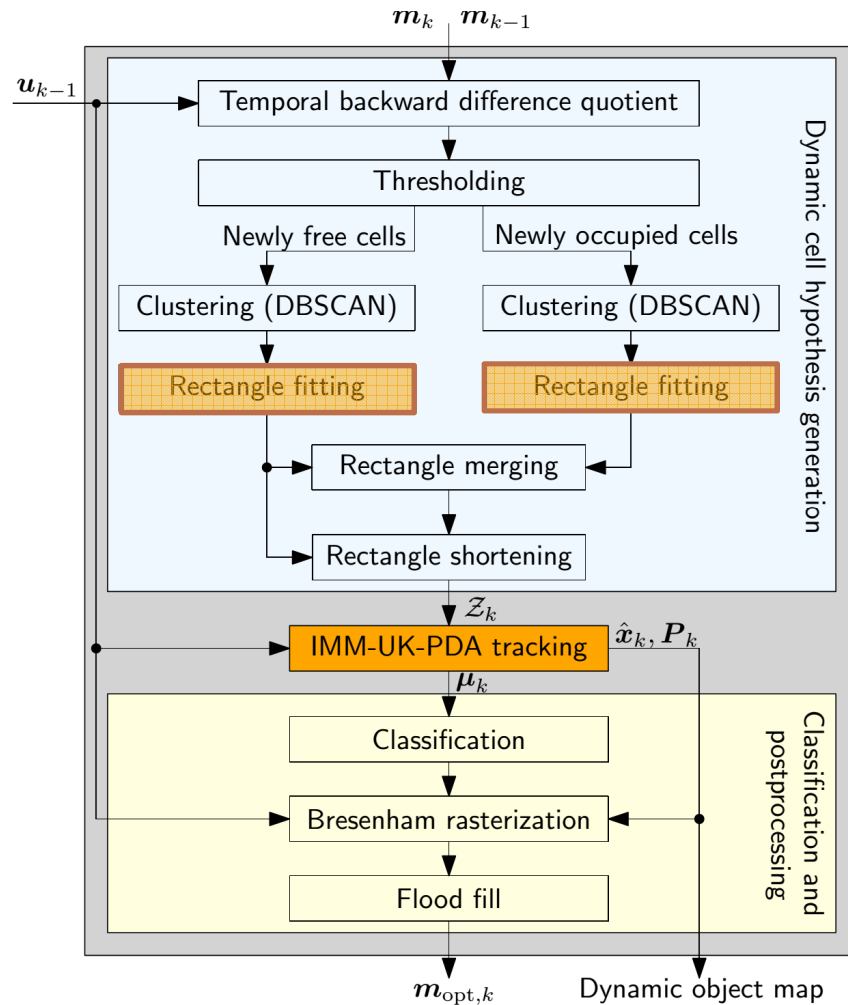 m_k m_{k-1}
u_{k-1}
Temporal backward difference quotient
Thresholding
Newly free cells
Newly occupied cells
Clustering (DBSCAN)
Clustering (DBSCAN)
Rectangle fitting
Rectangle fitting
Rectangle merging
Rectangle shortening
Dynamic cell hypothesis generation
𝒵_k
IMM-UK-PDA tracking
x̂_k, P_k
μ_k
Classification
Bresenham rasterization
Flood fill
Classification and
postprocessing
m_{opt,k}
Dynamic object map